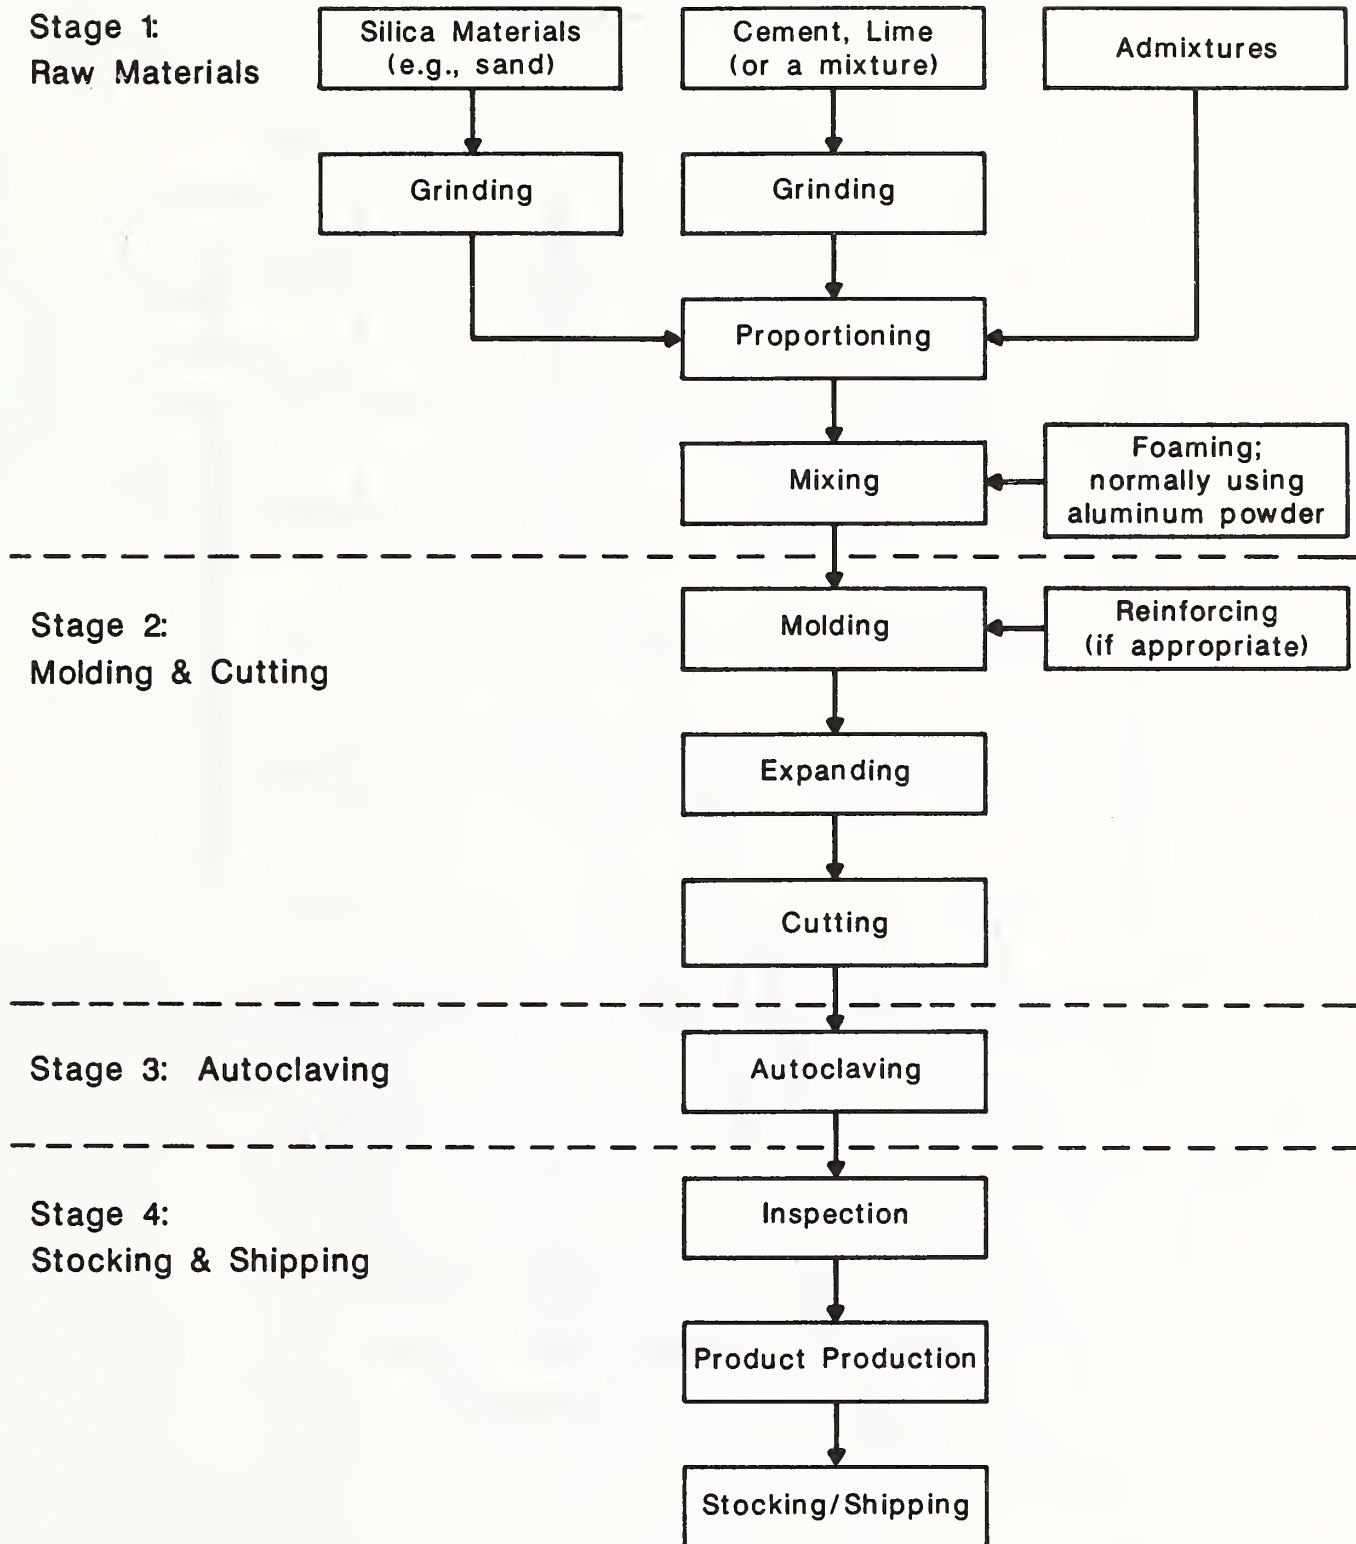 Stage 1:
Raw Materials
Silica Materials
(e.g., sand)
Cement, Lime
(or a mixture)
Admixtures
Grinding
Grinding
Proportioning
Mixing
Foaming;
normally using
aluminum powder
Stage 2:
Molding & Cutting
Molding
Reinforcing
(if appropriate)
Expanding
Cutting
Stage 3: Autoclaving
Autoclaving
Stage 4:
Stocking & Shipping
Inspection
Product Production
Stocking/Shipping